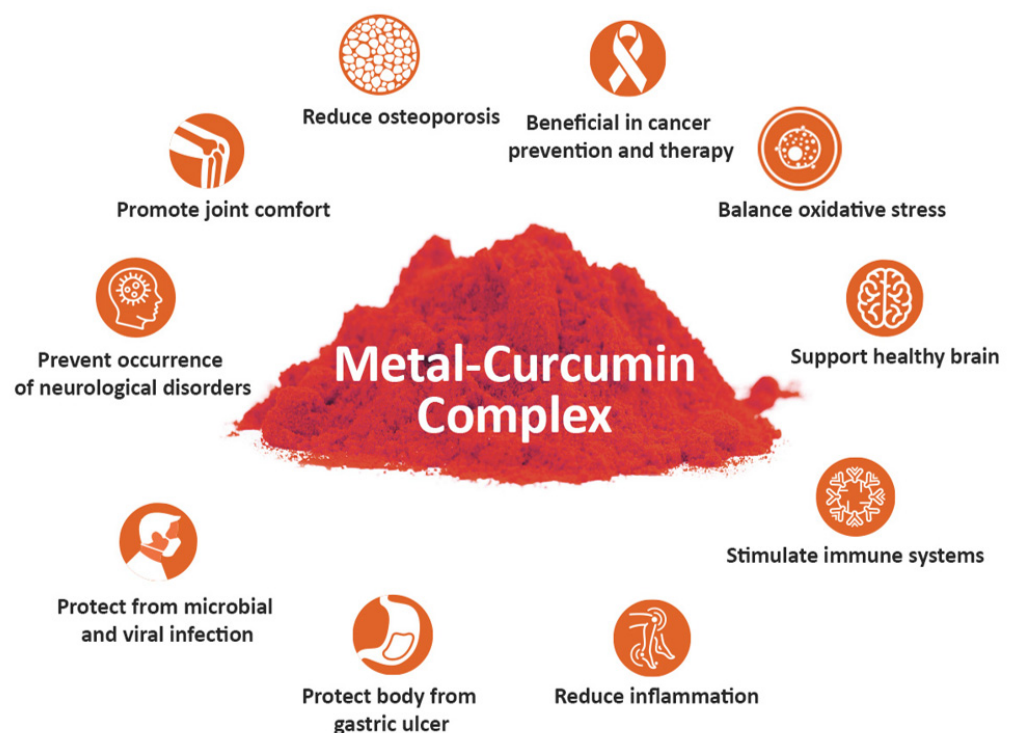 Reduce osteoporosis
Beneficial in cancer
prevention and therapy
Promote joint comfort
Balance oxidative stress
Prevent occurrence
of neurological disorders
Metal-Curcumin
Complex
Support healthy brain
Stimulate immune systems
Protect from microbial
and viral infection
Protect body from
gastric ulcer
Reduce inflammation